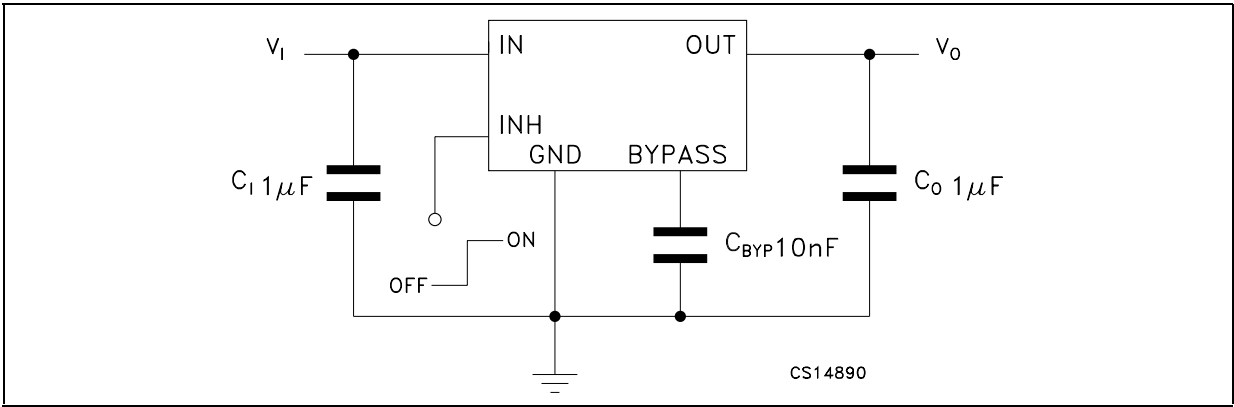 V_I
IN
OUT
V_O
INH
GND
BYPASS
C_I 1μF
C_O 1μF
ON
C_BYP 10nF
OFF
CS14890